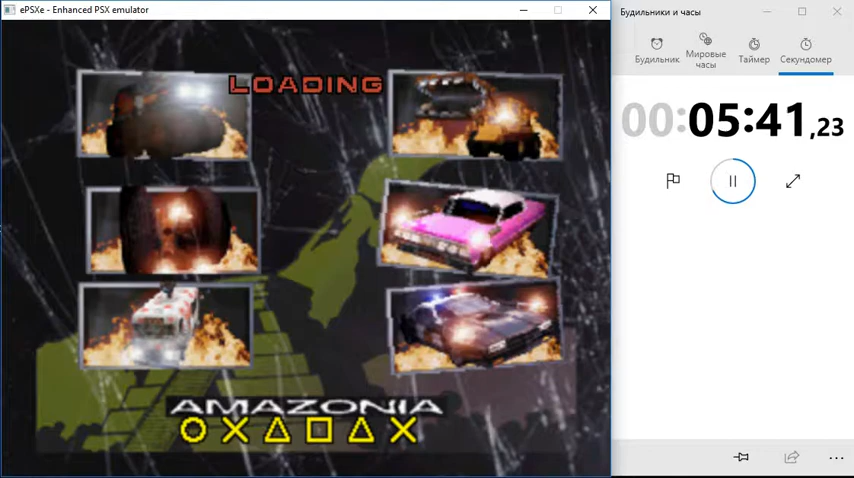 ePSXe - Enhanced PSX emulator
LOADING
AMAZONIA
Будильники и часы
Будильник
Мировые
часы
Таймер
Секундомер
00:05:41,23